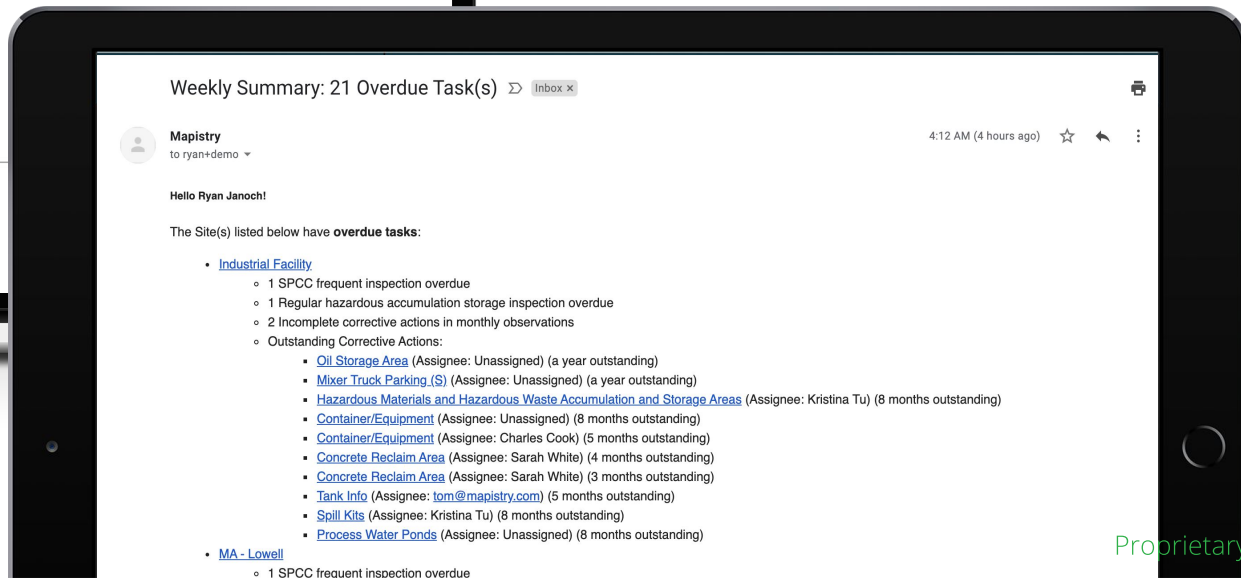 Weekly Summary: 21 Overdue Task(s) Inbox ×
Mapistry 4:12 AM (4 hours ago)
to ryan+demo
Hello Ryan Janoch!
The Site(s) listed below have overdue tasks:
• Industrial Facility
○ 1 SPCC frequent inspection overdue
○ 1 Regular hazardous accumulation storage inspection overdue
○ 2 Incomplete corrective actions in monthly observations
○ Outstanding Corrective Actions:
▪ Oil Storage Area (Assignee: Unassigned) (a year outstanding)
▪ Mixer Truck Parking (S) (Assignee: Unassigned) (a year outstanding)
▪ Hazardous Materials and Hazardous Waste Accumulation and Storage Areas (Assignee: Kristina Tu) (8 months outstanding)
▪ Container/Equipment (Assignee: Unassigned) (8 months outstanding)
▪ Container/Equipment (Assignee: Charles Cook) (5 months outstanding)
▪ Concrete Reclaim Area (Assignee: Sarah White) (4 months outstanding)
▪ Concrete Reclaim Area (Assignee: Sarah White) (3 months outstanding)
▪ Tank Info (Assignee: tom@mapistry.com) (5 months outstanding)
▪ Spill Kits (Assignee: Kristina Tu) (8 months outstanding)
▪ Process Water Ponds (Assignee: Unassigned) (8 months outstanding)
• MA - Lowell
○ 1 SPCC frequent inspection overdue
Proprietary